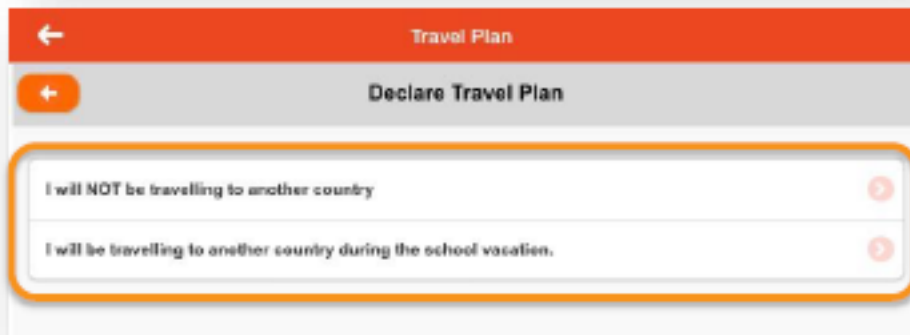 Travel Plan
Declare Travel Plan
I will NOT be travelling to another country
I will be travelling to another country during the school vacation.